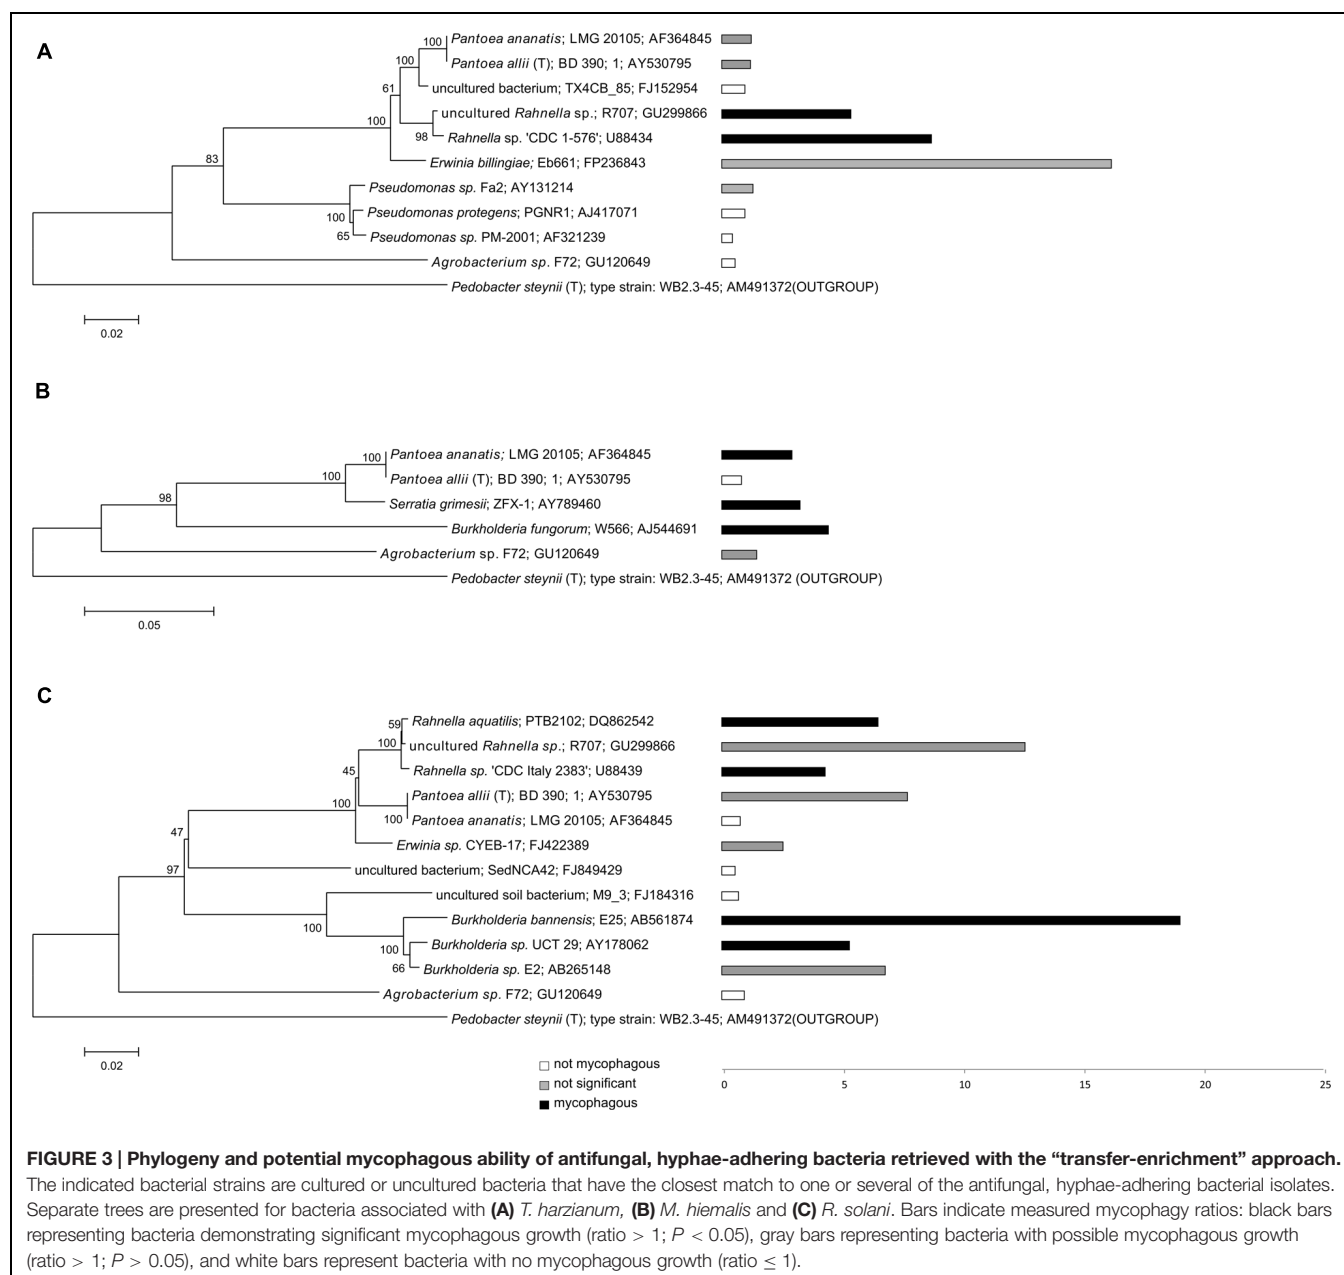 A
100
Pantoea ananatis; LMG 20105; AF364845
100
Pantoea allii (T); BD 390; 1; AY530795
61
uncultured bacterium; TX4CB_85; FJ152954
100
uncultured Rahnella sp.; R707; GU299866
98
Rahnella sp. 'CDC 1-576'; U88434
83
Erwinia billingiae; Eb661; FP236843
Pseudomonas sp. Fa2; AY131214
100
Pseudomonas protegens; PGNR1; AJ417071
65
Pseudomonas sp. PM-2001; AF321239
Agrobacterium sp. F72; GU120649
Pedobacter steynii (T); type strain: WB2.3-45; AM491372(OUTGROUP)
0.02
B
100
Pantoea ananatis; LMG 20105; AF364845
100
Pantoea allii (T); BD 390; 1; AY530795
98
Serratia grimesii; ZFX-1; AY789460
Burkholderia fungorum; W566; AJ544691
Agrobacterium sp. F72; GU120649
Pedobacter steynii (T); type strain: WB2.3-45; AM491372 (OUTGROUP)
0.05
C
59
Rahnella aquatilis; PTB2102; DQ862542
100
uncultured Rahnella sp.; R707; GU299866
45
Rahnella sp. 'CDC Italy 2383'; U88439
Pantoea allii (T); BD 390; 1; AY530795
100
100
Pantoea ananatis; LMG 20105; AF364845
47
Erwinia sp. CYEB-17; FJ422389
97
uncultured bacterium; SedNCA42; FJ849429
uncultured soil bacterium; M9_3; FJ184316
100
Burkholderia bannensis; E25; AB561874
100
Burkholderia sp. UCT 29; AY178062
66
Burkholderia sp. E2; AB265148
Agrobacterium sp. F72; GU120649
Pedobacter steynii (T); type strain: WB2.3-45; AM491372(OUTGROUP)
0.02
not mycophagous
not significant
mycophagous
0 5 10 15 20 25
FIGURE 3 | Phylogeny and potential mycophagous ability of antifungal, hyphae-adhering bacteria retrieved with the “transfer-enrichment” approach.
The indicated bacterial strains are cultured or uncultured bacteria that have the closest match to one or several of the antifungal, hyphae-adhering bacterial isolates.
Separate trees are presented for bacteria associated with (A) T. harzianum, (B) M. hiemalis and (C) R. solani. Bars indicate measured mycophagy ratios: black bars
representing bacteria demonstrating significant mycophagous growth (ratio > 1; P < 0.05), gray bars representing bacteria with possible mycophagous growth
(ratio > 1; P > 0.05), and white bars represent bacteria with no mycophagous growth (ratio ≤ 1).